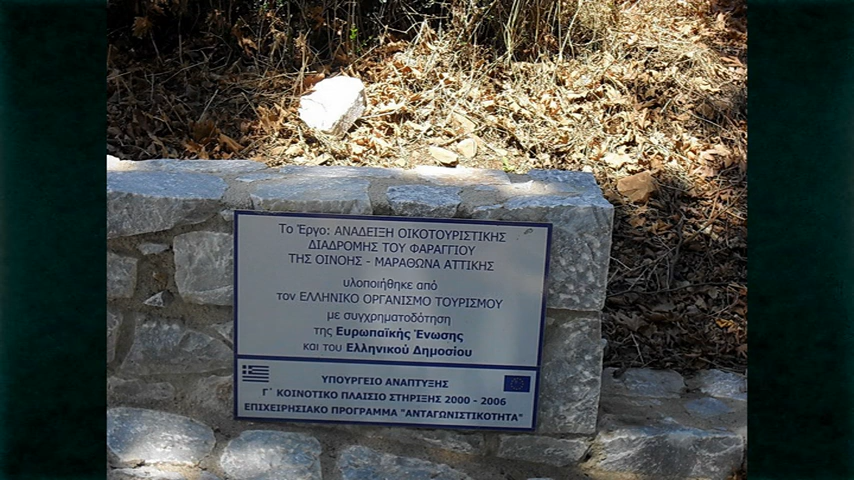 Το Έργο: ΑΝΑΔΕΙΞΗ ΟΙΚΟΤΟΥΡΙΣΤΙΚΗΣ
ΔΙΑΔΡΟΜΗΣ ΤΟΥ ΦΑΡΑΓΓΙΟΥ
ΤΗΣ ΟΙΝΟΗΣ - ΜΑΡΑΘΩΝΑ ΑΤΤΙΚΗΣ
υλοποιήθηκε από
τον ΕΛΛΗΝΙΚΟ ΟΡΓΑΝΙΣΜΟ ΤΟΥΡΙΣΜΟΥ
με συγχρηματοδότηση
της Ευρωπαϊκής Ένωσης
και του Ελληνικού Δημοσίου
ΥΠΟΥΡΓΕΙΟ ΑΝΑΠΤΥΞΗΣ
Γ΄ ΚΟΙΝΟΤΙΚΟ ΠΛΑΙΣΙΟ ΣΤΗΡΙΞΗΣ 2000 - 2006
ΕΠΙΧΕΙΡΗΣΙΑΚΟ ΠΡΟΓΡΑΜΜΑ "ΑΝΤΑΓΩΝΙΣΤΙΚΟΤΗΤΑ"